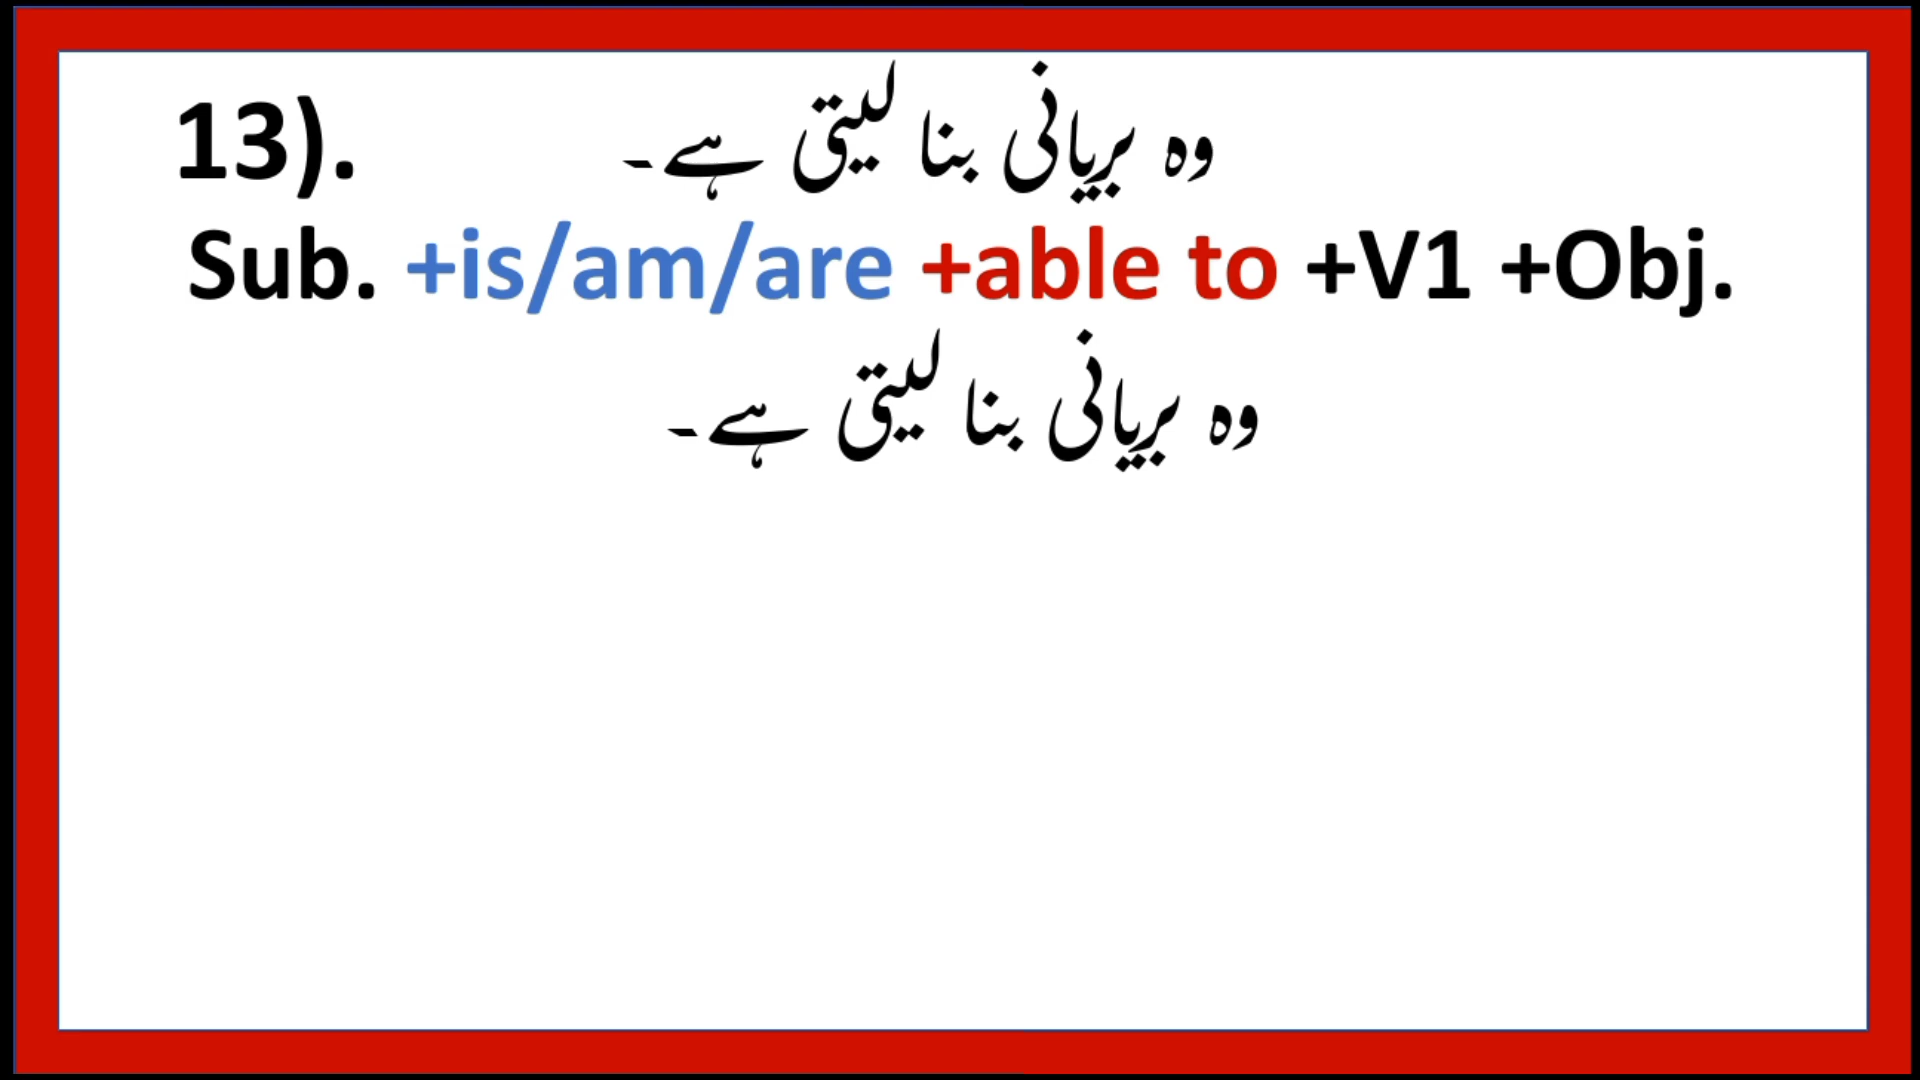 13). وہ بریانی بنا لیتی ہے۔
Sub. +is/am/are +able to +V1 +Obj.
وہ بریانی بنا لیتی ہے۔